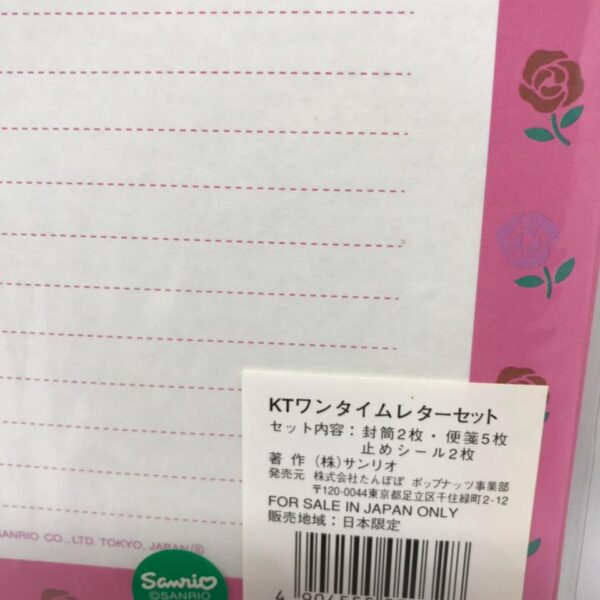 KTワンタイムレターセット
セット内容：封筒2枚・便箋5枚
止めシール2枚
著 作 （株）サンリオ
発売元 株式会社たんぽぽ ポップナッツ事業部
〒120-0044東京都足立区千住緑町2-12
FOR SALE IN JAPAN ONLY
販売地域：日本限定
SANRIO CO., LTD. TOKYO, JAPAN
Sanrio
©SANRIO